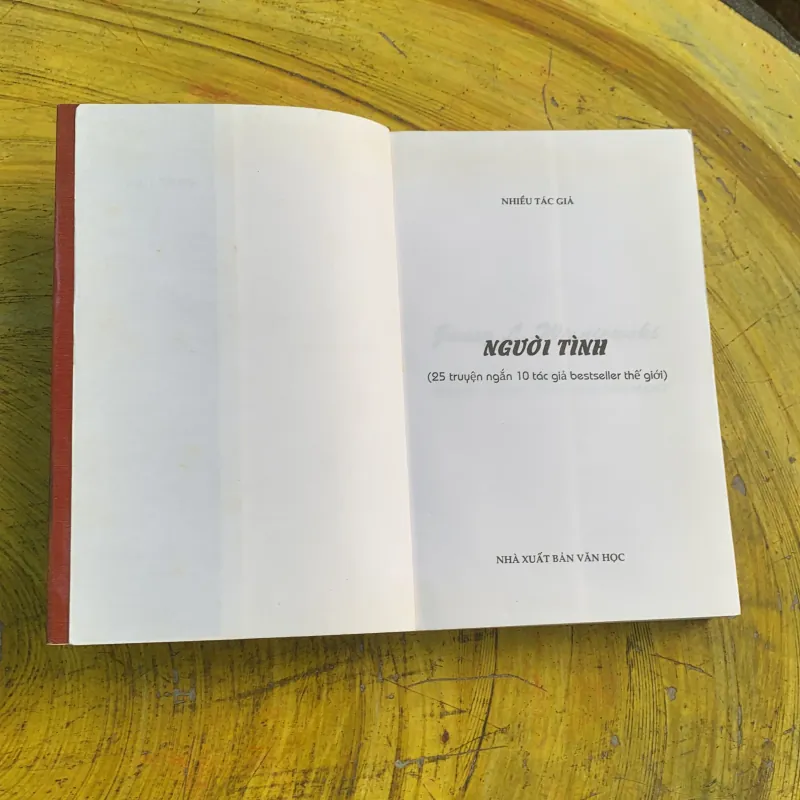 NHIỀU TÁC GIẢ
NGƯỜI TÌNH
(25 truyện ngắn 10 tác giả bestseller thế giới)
NHÀ XUẤT BẢN VĂN HỌC